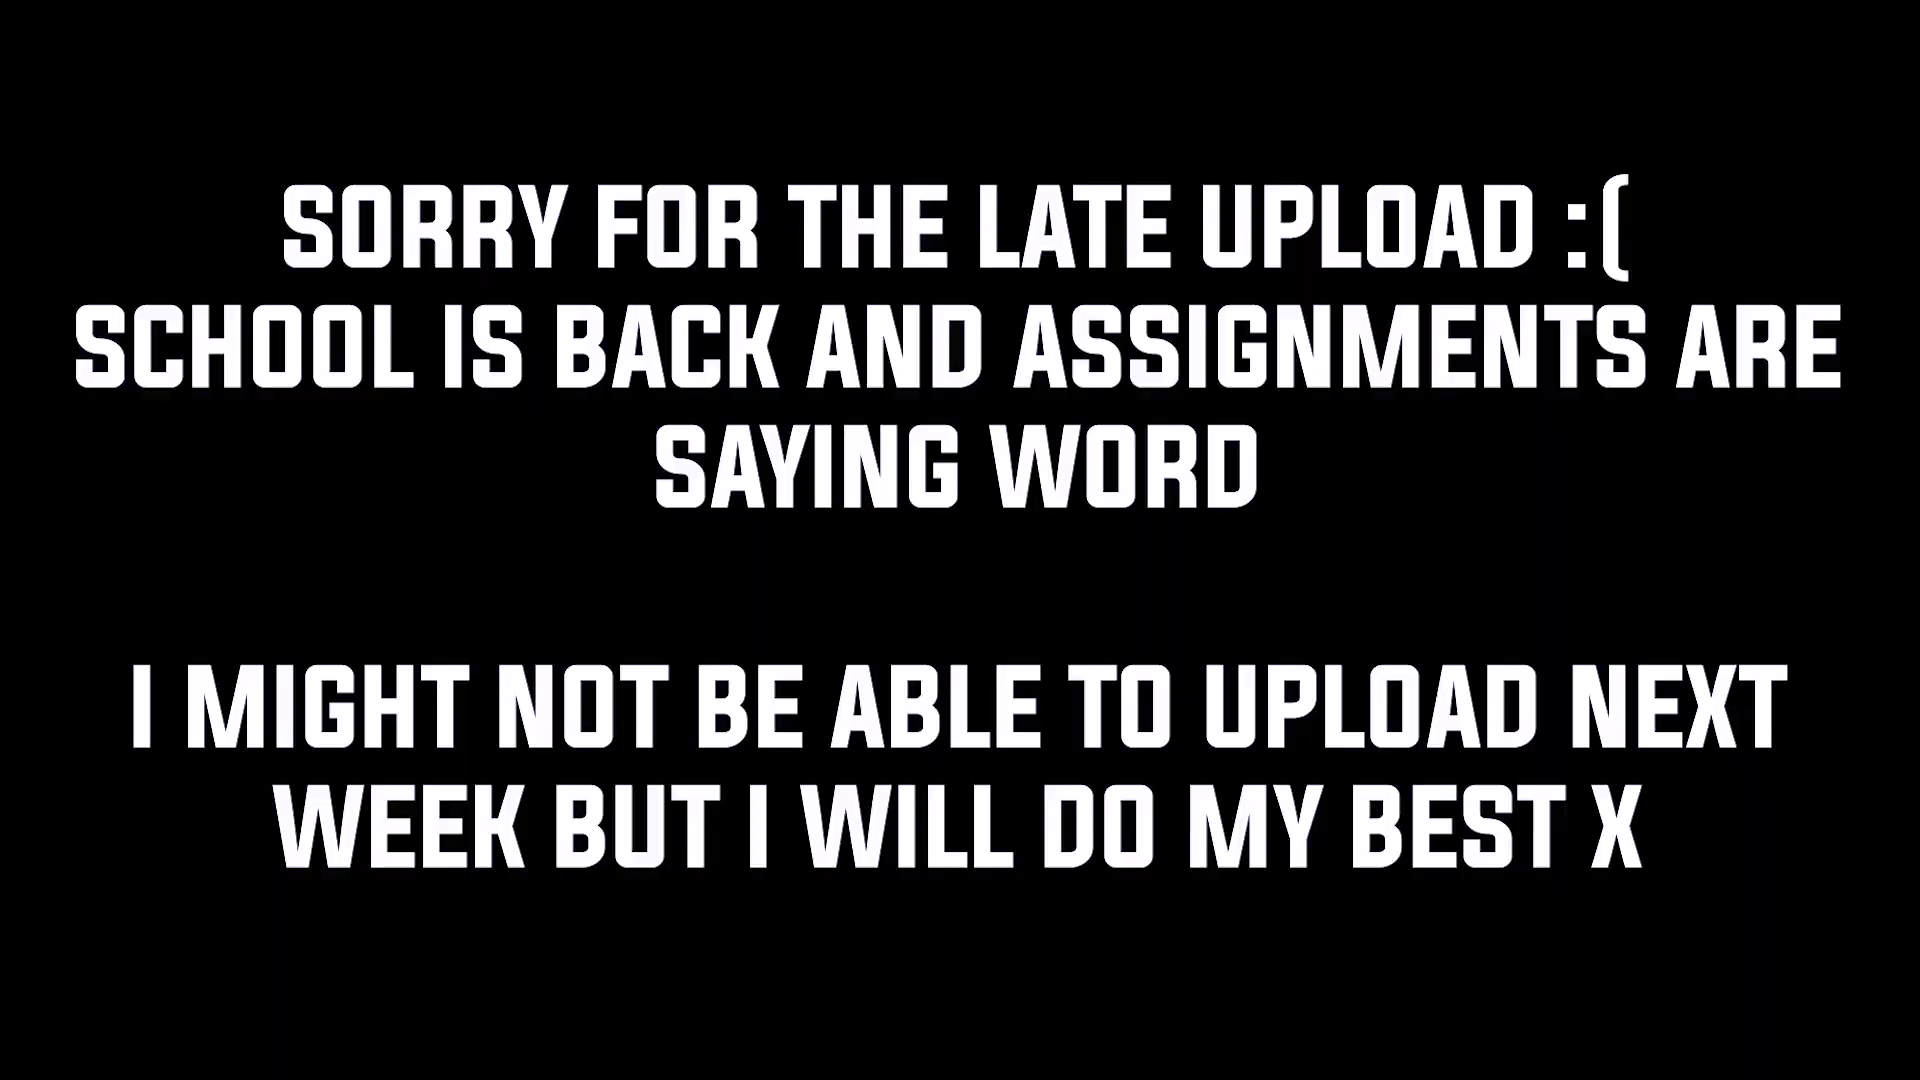 SORRY FOR THE LATE UPLOAD :(
SCHOOL IS BACK AND ASSIGNMENTS ARE
SAYING WORD
I MIGHT NOT BE ABLE TO UPLOAD NEXT
WEEK BUT I WILL DO MY BEST X